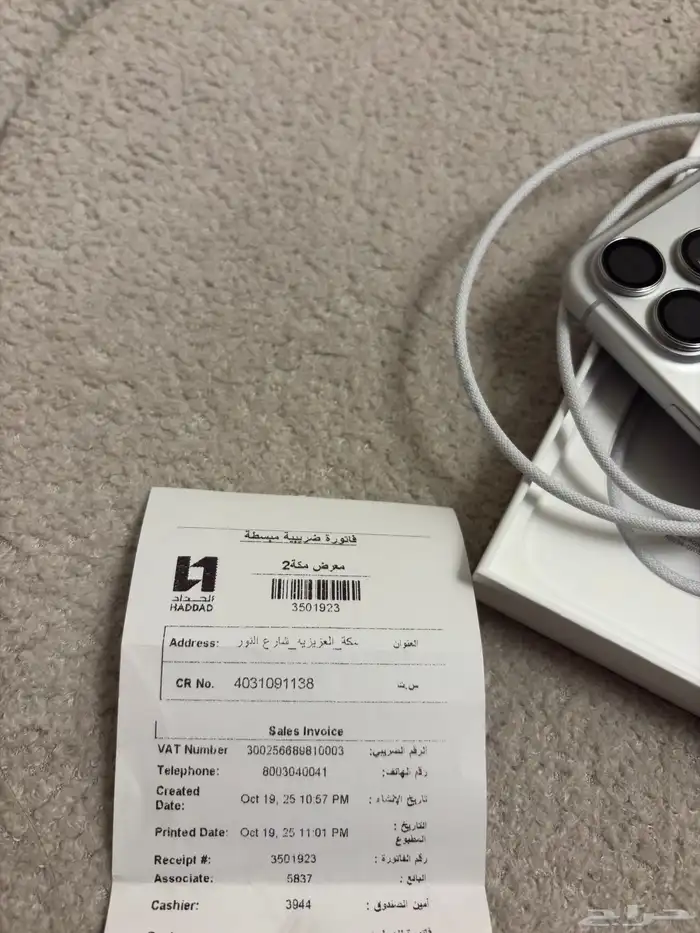 فاتورة ضريبية مبسطة
معرض مكة2
الحداد
HADDAD
3501923
Address: مكة_العزيزيه_شارع النور العنوان
CR No. 4031091138 س.ت
Sales Invoice
VAT Number 300256689810003 الرقم الضريبي:
Telephone: 8003040041 رقم الهاتف:
Created Date: Oct 19, 25 10:57 PM تاريخ الإنشاء :
Printed Date: Oct 19, 25 11:01 PM التاريخ : المطبوع
Receipt #: 3501923 رقم الفاتورة :
Associate: 5837 البائع :
Cashier: 3944 أمين الصندوق :
حراج